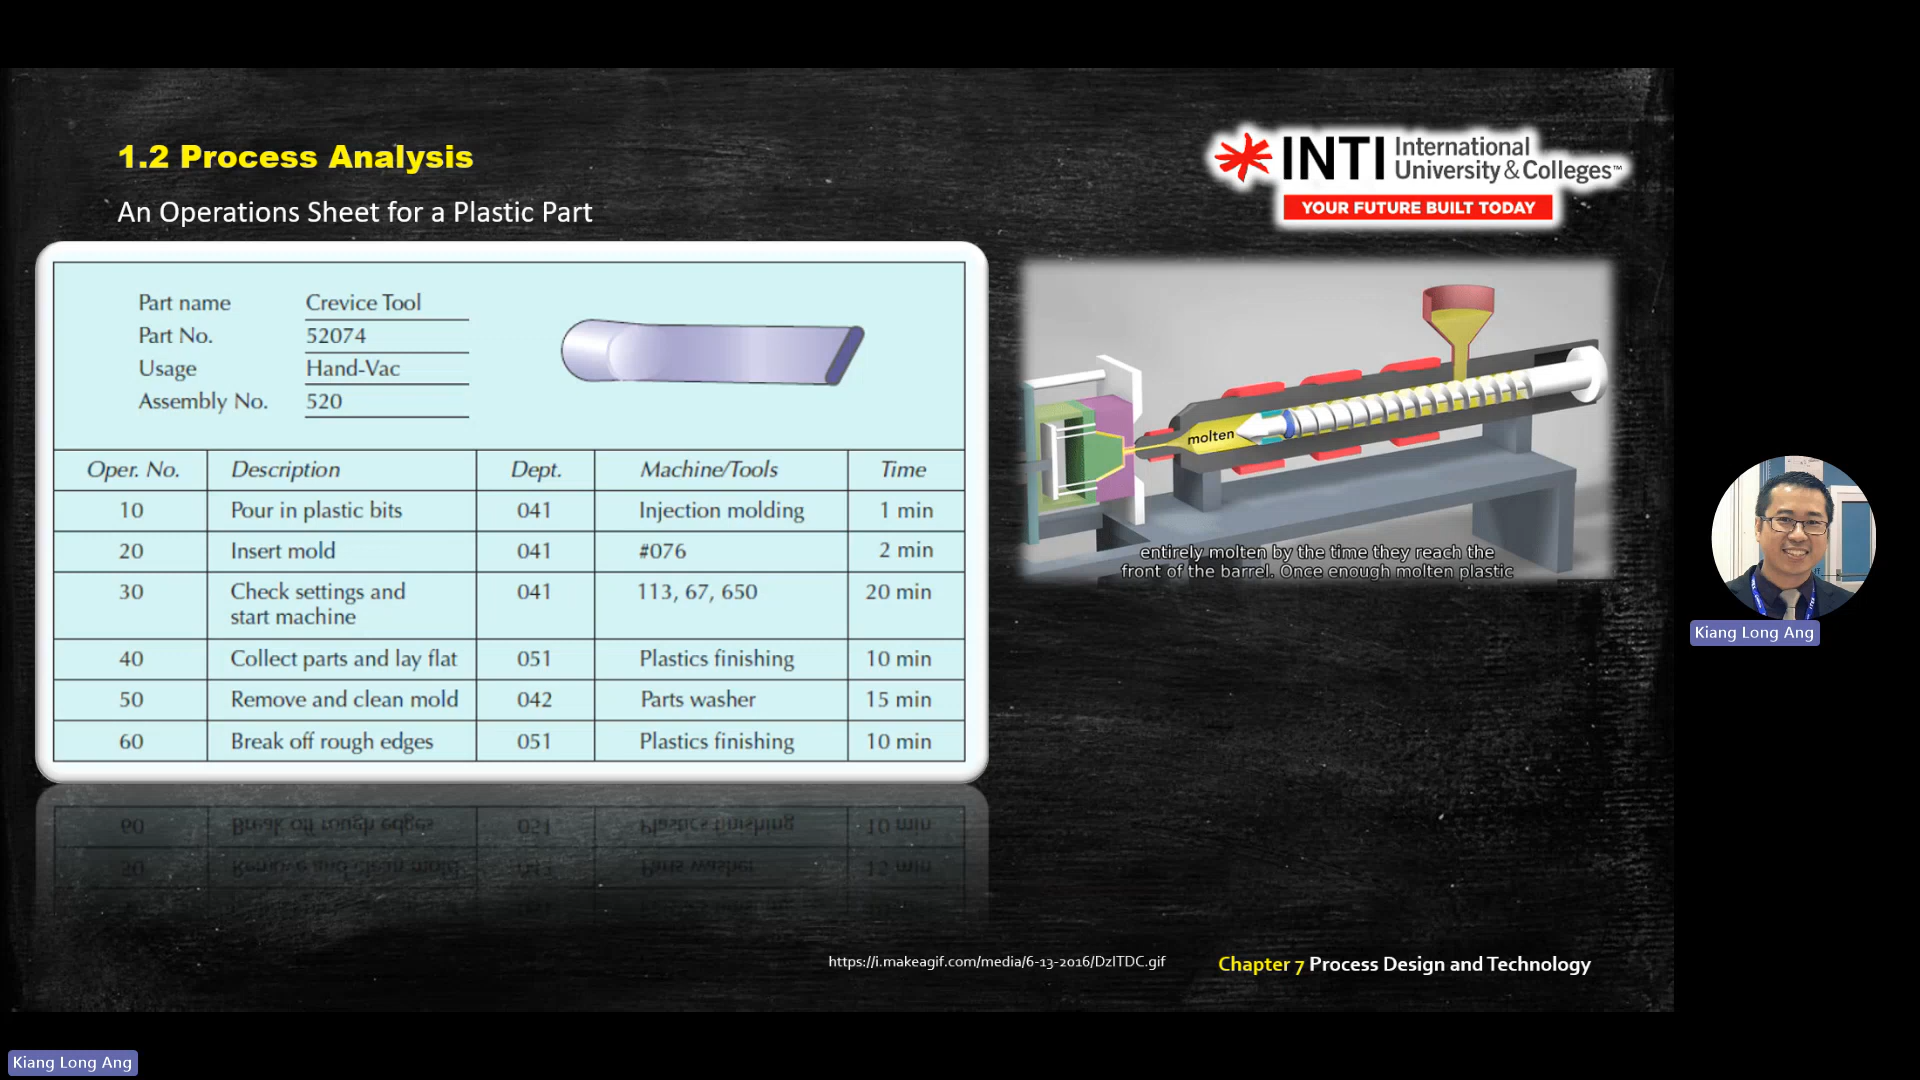 1.2 Process Analysis
An Operations Sheet for a Plastic Part
INTI International University & Colleges™
YOUR FUTURE BUILT TODAY
Part name Crevice Tool
Part No. 52074
Usage Hand-Vac
Assembly No. 520
Oper. No. Description Dept. Machine/Tools Time
10 Pour in plastic bits 041 Injection molding 1 min
20 Insert mold 041 #076 2 min
30 Check settings and start machine 041 113, 67, 650 20 min
40 Collect parts and lay flat 051 Plastics finishing 10 min
50 Remove and clean mold 042 Parts washer 15 min
60 Break off rough edges 051 Plastics finishing 10 min
molten
entirely molten by the time they reach the
front of the barrel. Once enough molten plastic
Kiang Long Ang
https://i.makeagif.com/media/6-13-2016/DzITDC.gif
Chapter 7 Process Design and Technology
Kiang Long Ang